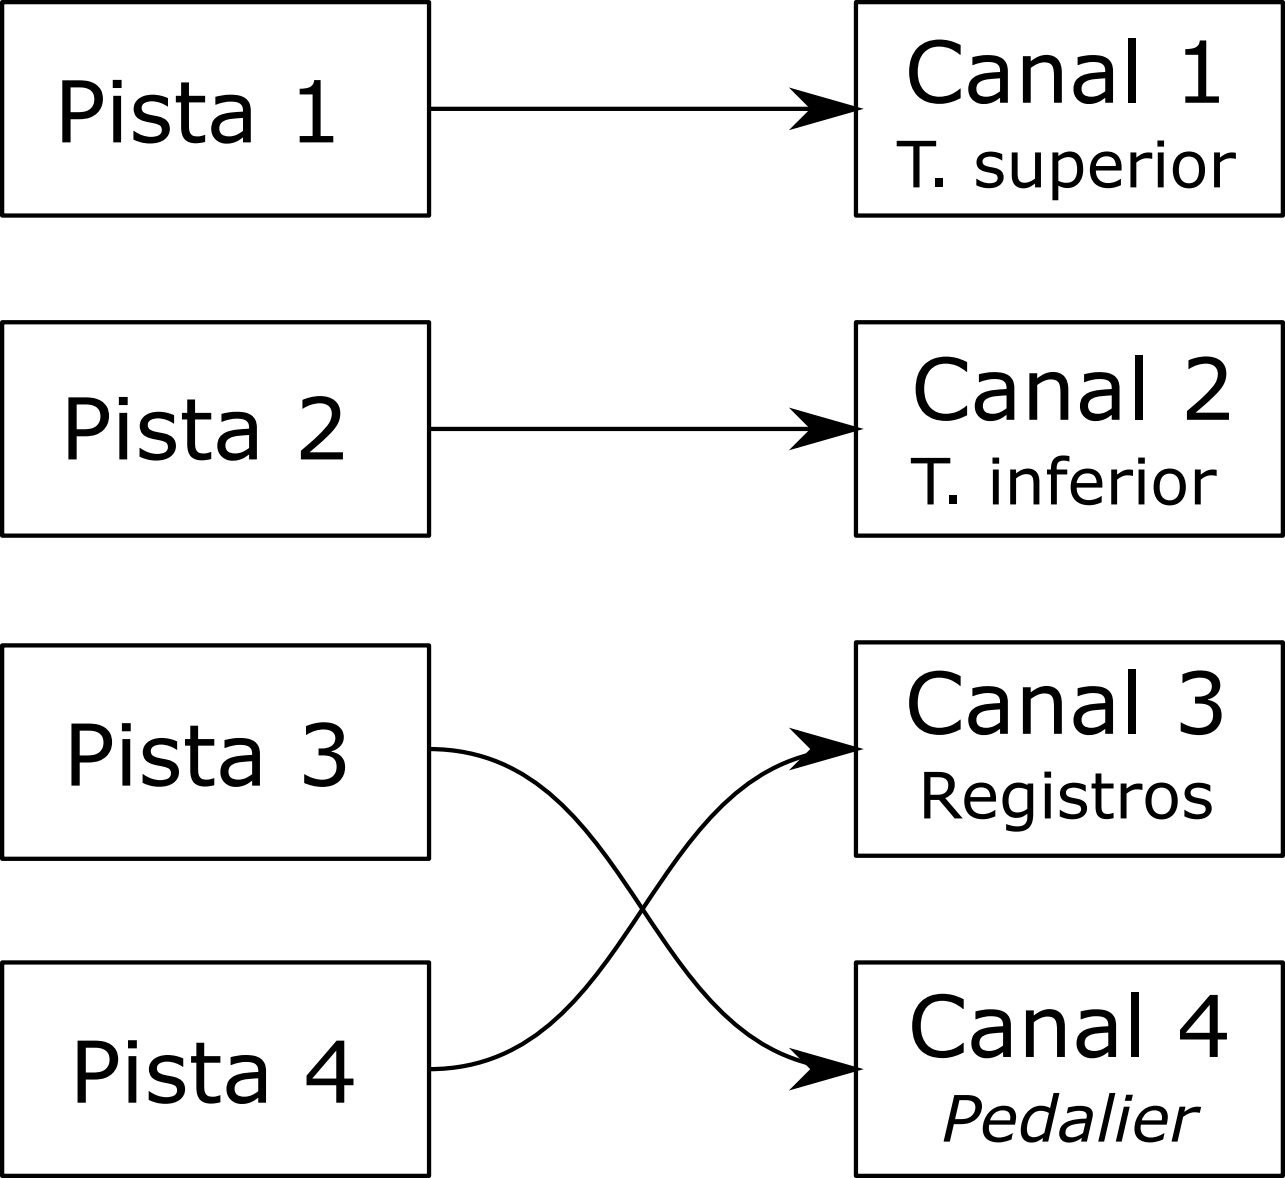 Pista 1
Canal 1
T. superior
Pista 2
Canal 2
T. inferior
Pista 3
Canal 3
Registros
Pista 4
Canal 4
Pedalier